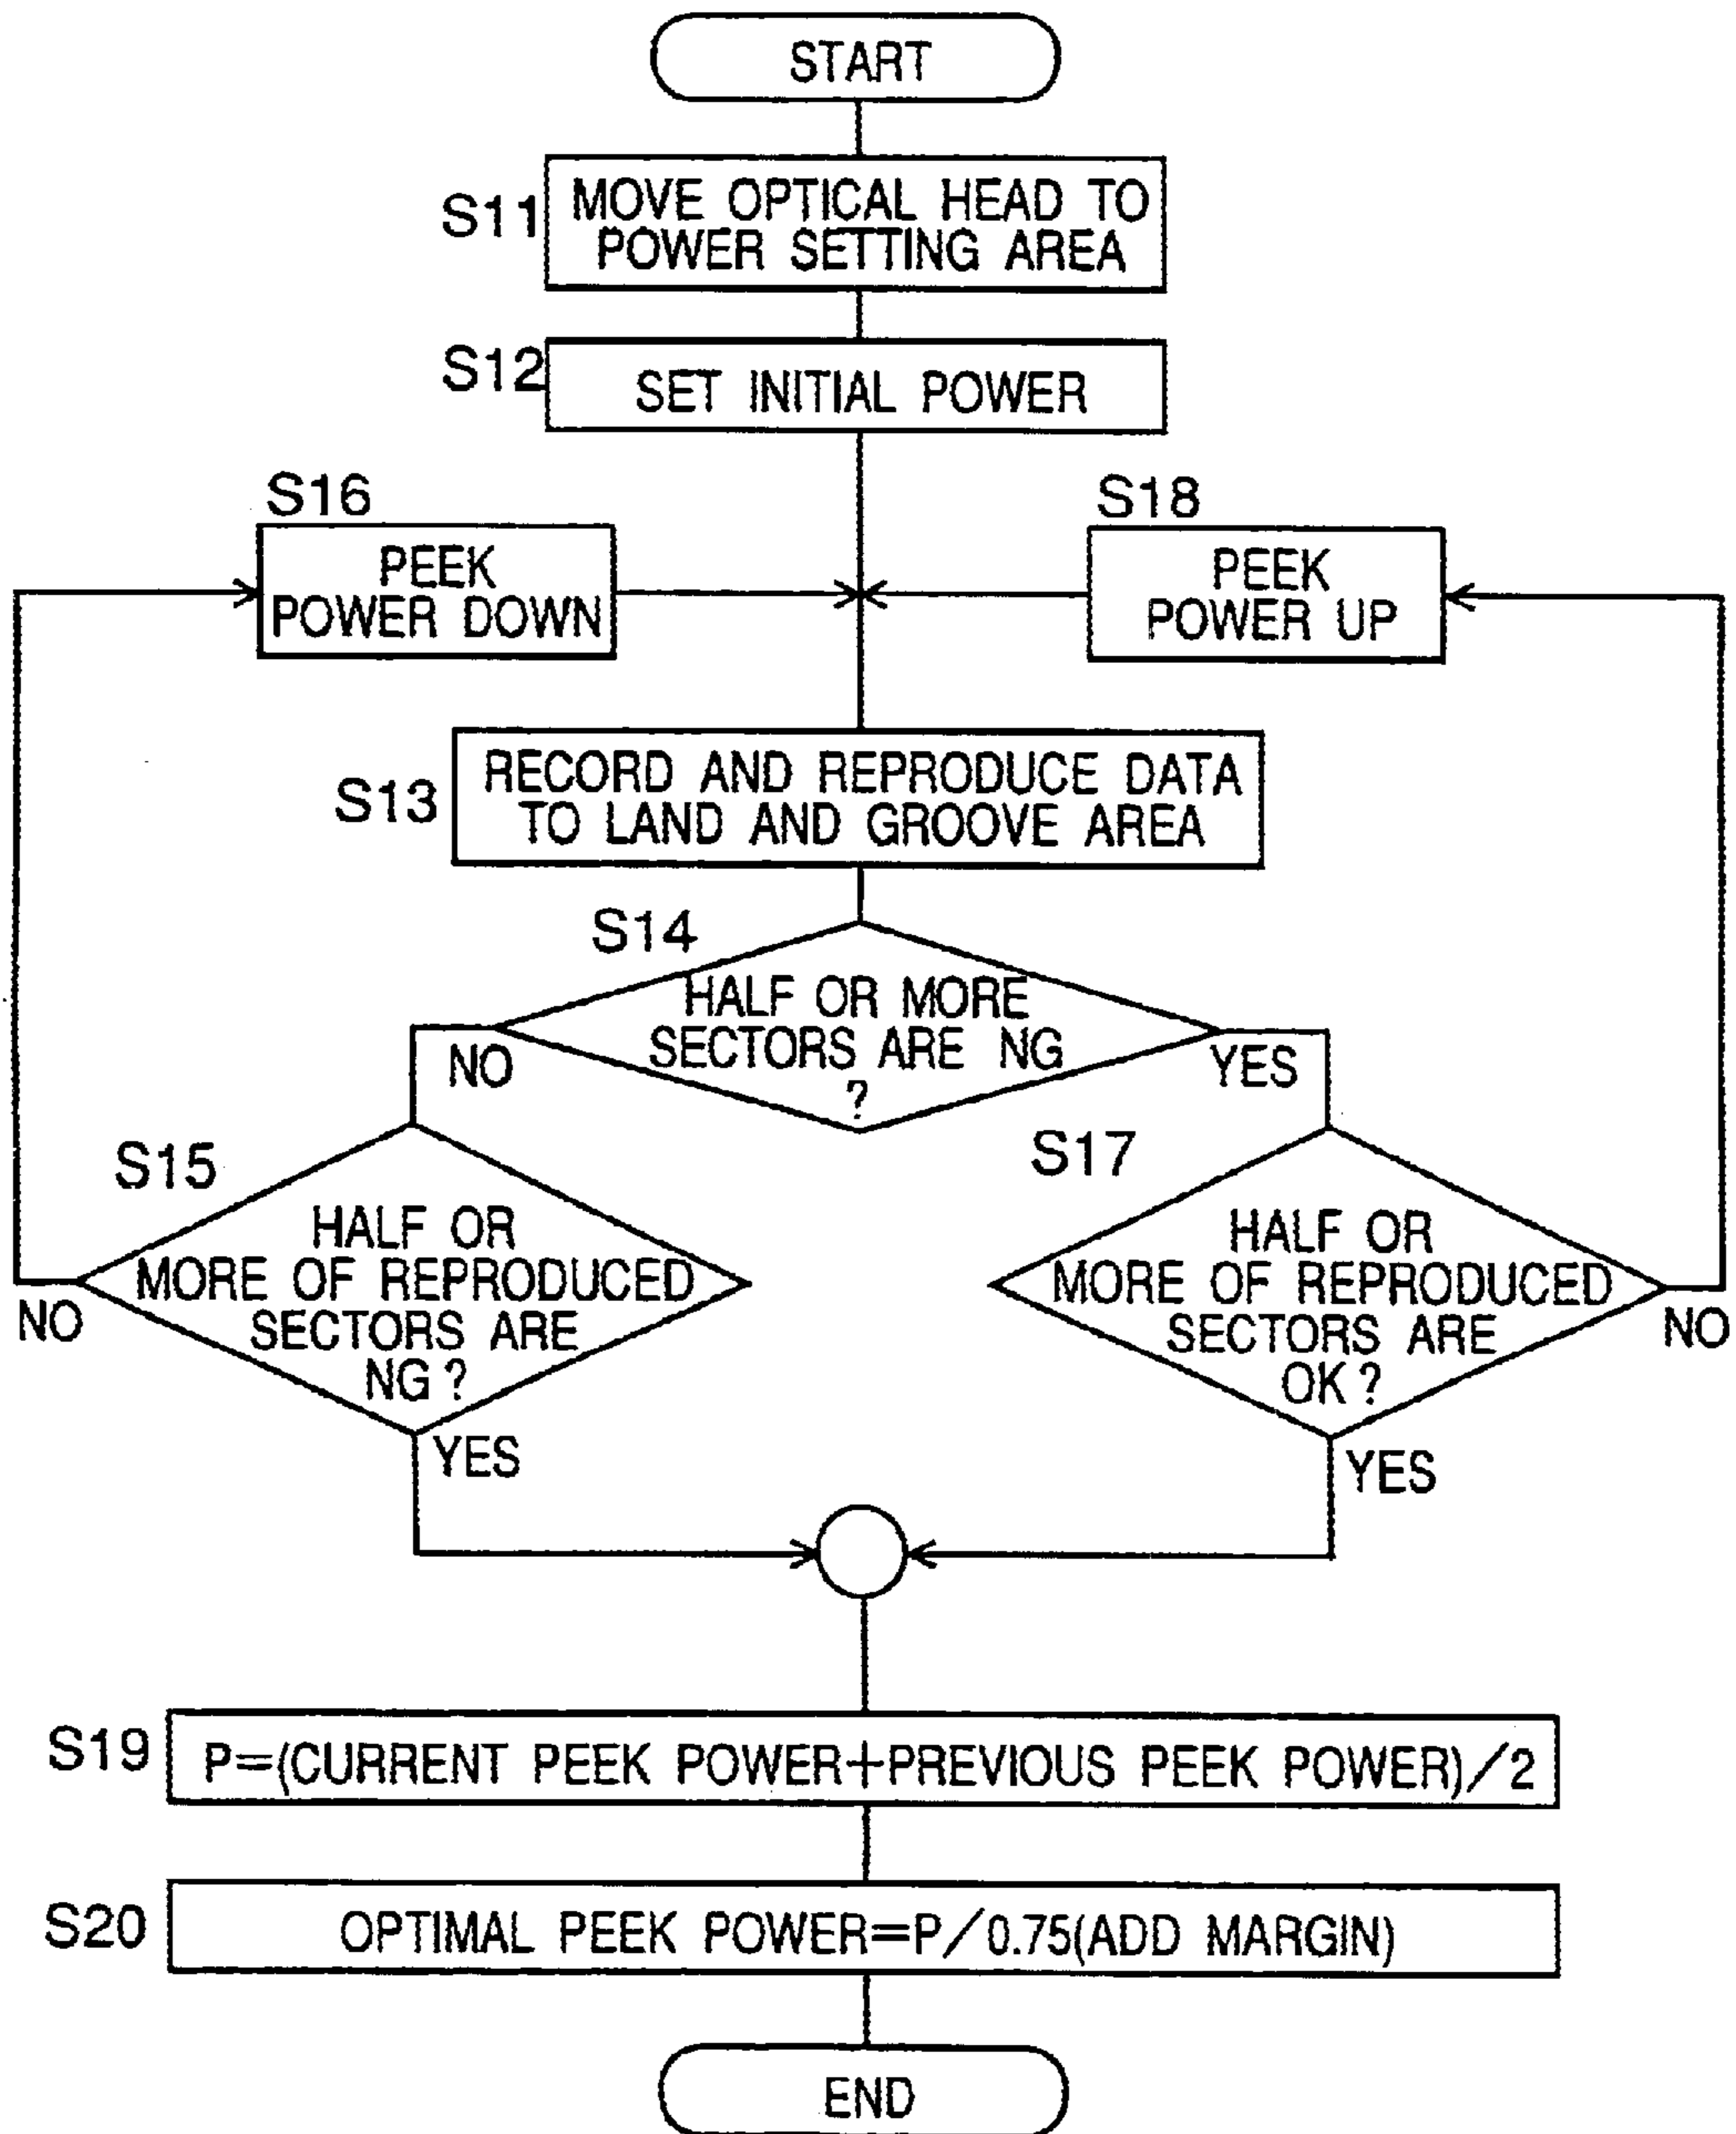 START
S11
MOVE OPTICAL HEAD TO
POWER SETTING AREA
S12
SET INITIAL POWER
S16
PEEK
POWER DOWN
S18
PEEK
POWER UP
S13
RECORD AND REPRODUCE DATA
TO LAND AND GROOVE AREA
S14
HALF OR MORE
SECTORS ARE NG
?
NO
YES
S15
HALF OR
MORE OF REPRODUCED
SECTORS ARE
NG?
NO
YES
S17
HALF OR
MORE OF REPRODUCED
SECTORS ARE
OK?
NO
YES
S19
P=(CURRENT PEEK POWER+PREVIOUS PEEK POWER)/2
S20
OPTIMAL PEEK POWER=P/0.75(ADD MARGIN)
END